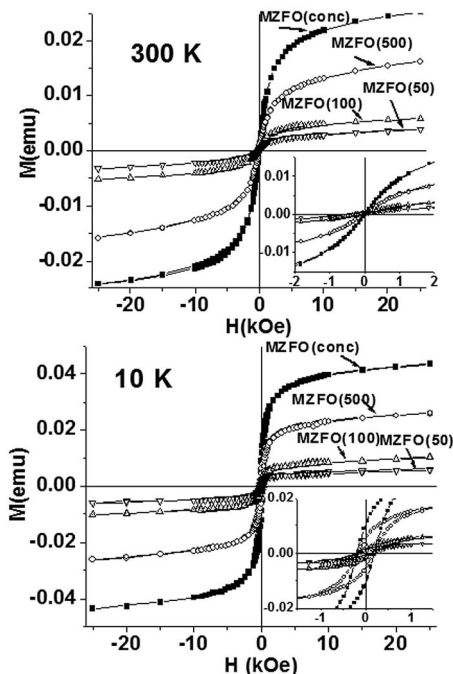 300 K
MZFO(conc)
MZFO(500)
MZFO(50)
MZFO(100)
M(emu)
0.02
0.01
0.00
-0.01
-0.02
-20
-10
0
10
20
H(kOe)
0.01
0.00
-0.01
-2
-1
0
1
2
10 K
MZFO(conc)
MZFO(500)
MZFO(100)
MZFO(50)
M(emu)
0.04
0.02
0.00
-0.02
-0.04
-20
-10
0
10
20
H (kOe)
0.02
0.00
-0.02
-1
0
1